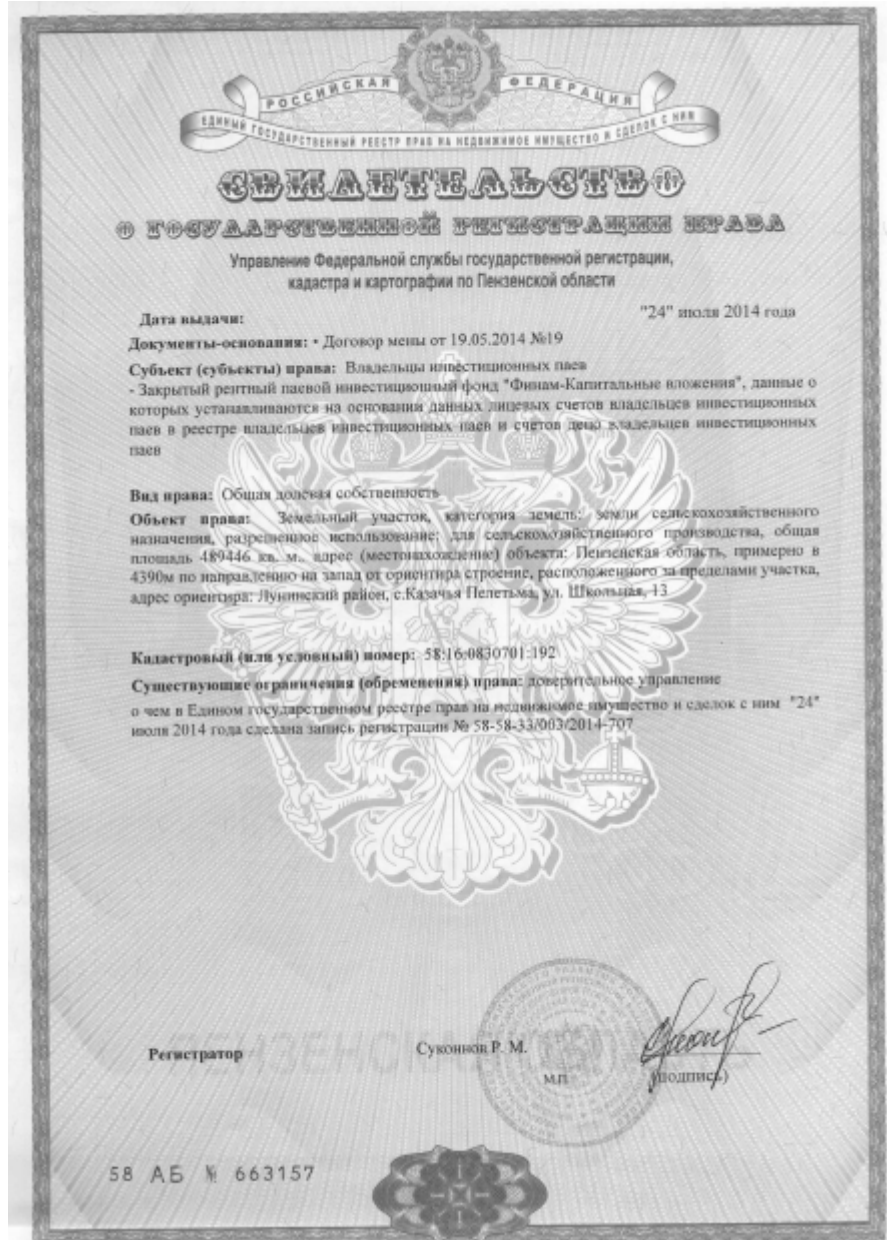 РОССИЙСКАЯ ФЕДЕРАЦИЯ
ЕДИНЫЙ ГОСУДАРСТВЕННЫЙ РЕЕСТР ПРАВ НА НЕДВИЖИМОЕ ИМУЩЕСТВО И СДЕЛОК С НИМ
СВИДЕТЕЛЬСТВО
О ГОСУДАРСТВЕННОЙ РЕГИСТРАЦИИ ПРАВА
Управление Федеральной службы государственной регистрации,
кадастра и картографии по Пензенской области
Дата выдачи: "24" июля 2014 года
Документы-основания: • Договор мены от 19.05.2014 №19
Субъект (субъекты) права: Владельцы инвестиционных паев
- Закрытый рентный паевой инвестиционный фонд "Финам-Капитальные вложения", данные о
которых устанавливаются на основании данных лицевых счетов владельцев инвестиционных
паев в реестре владельцев инвестиционных паев и счетов депо владельцев инвестиционных
паев
Вид права: Общая долевая собственность
Объект права: Земельный участок, категория земель: земли сельскохозяйственного
назначения, разрешенное использование: для сельскохозяйственного производства, общая
площадь 489446 кв. м., адрес (местонахождение) объекта: Пензенская область, примерно в
4390м по направлению на запад от ориентира строение, расположенного за пределами участка,
адрес ориентира: Лунинский район, с.Казачья Пелетьма, ул. Школьная, 13
Кадастровый (или условный) номер: 58:16:0830701:192
Существующие ограничения (обременения) права: доверительное управление
о чем в Едином государственном реестре прав на недвижимое имущество и сделок с ним "24"
июля 2014 года сделана запись регистрации № 58-58-33/003/2014-707
Регистратор Суконнов Р. М.
м.п. (подпись)
58 АБ № 663157